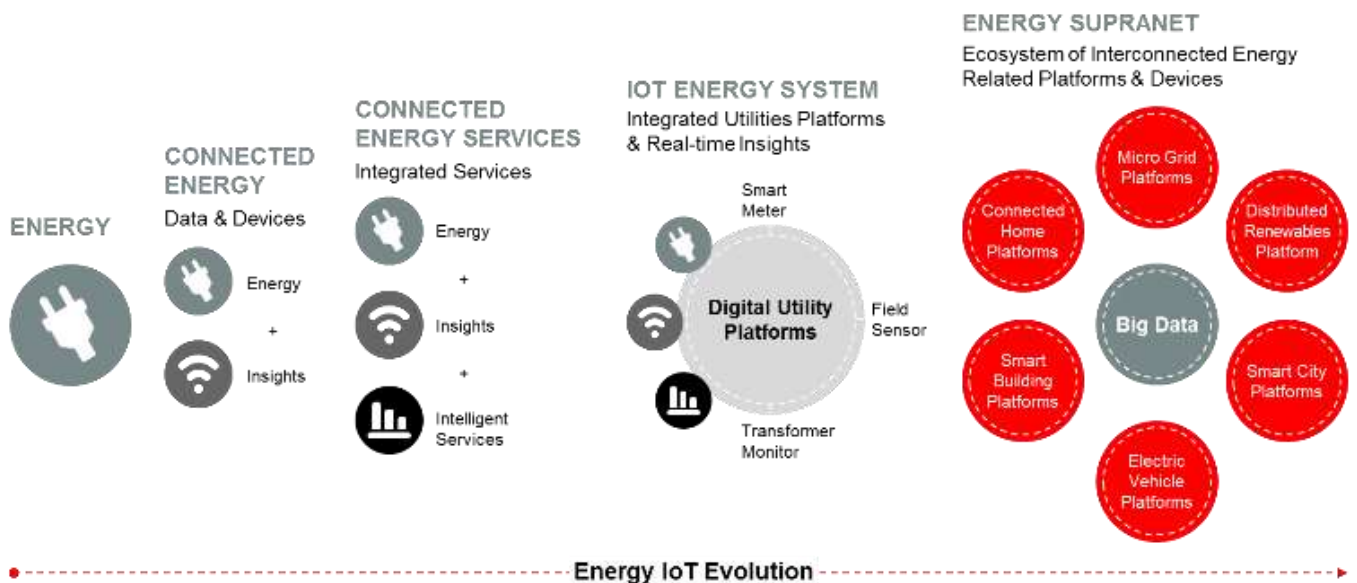 ENERGY
CONNECTED
ENERGY
Data & Devices
Energy
+
Insights
CONNECTED
ENERGY SERVICES
Integrated Services
Energy
+
Insights
+
Intelligent
Services
IOT ENERGY SYSTEM
Integrated Utilities Platforms
& Real-time Insights
Smart
Meter
Digital Utility
Platforms
Field
Sensor
Transformer
Monitor
ENERGY SUPRANET
Ecosystem of Interconnected Energy
Related Platforms & Devices
Micro Grid
Platforms
Connected
Home
Platforms
Distributed
Renewables
Platform
Big Data
Smart
Building
Platforms
Smart City
Platforms
Electric
Vehicle
Platforms
Energy IoT Evolution